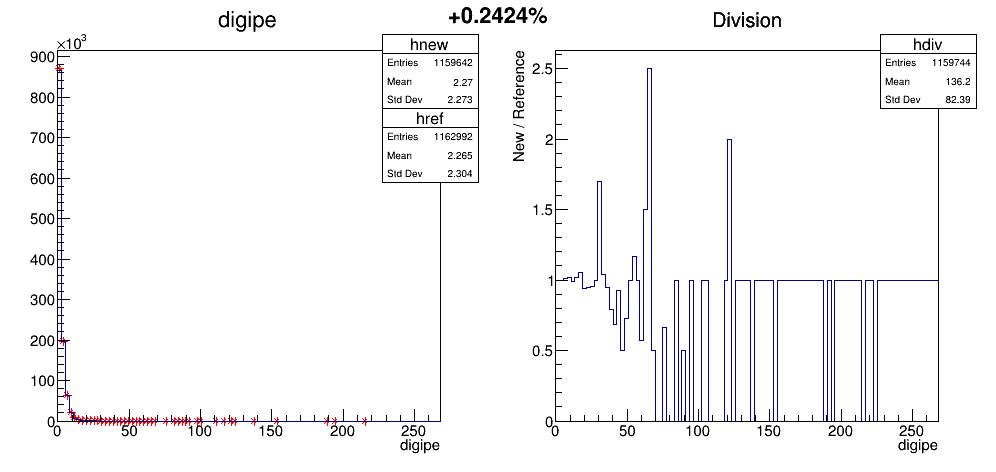 digipe
+0.2424%
Division
×10³
900
800
700
600
500
400
300
200
100
0
0
50
100
150
200
250
digipe
hnew
Entries 1159642
Mean 2.27
Std Dev 2.273
href
Entries 1162992
Mean 2.265
Std Dev 2.304
New / Reference
2.5
2
1.5
1
0.5
0
0
50
100
150
200
250
digipe
hdiv
Entries 1159744
Mean 136.2
Std Dev 82.39